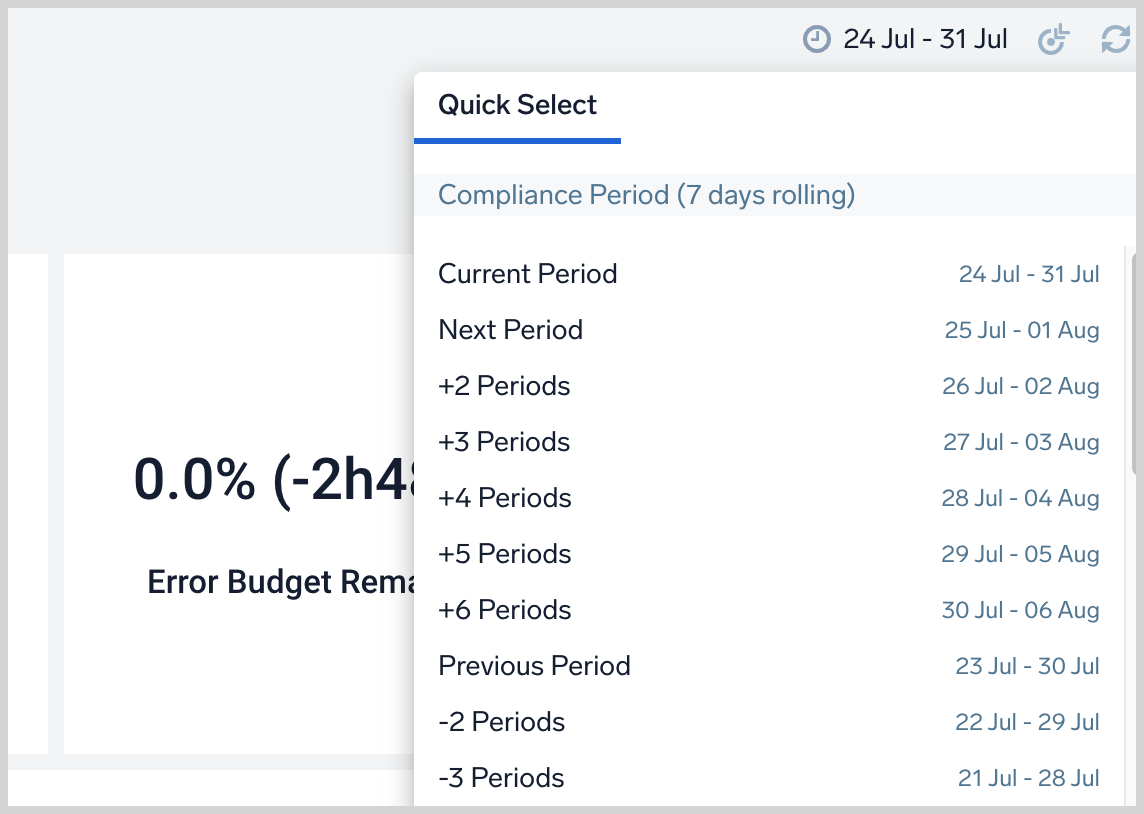 24 Jul - 31 Jul
Quick Select
Compliance Period (7 days rolling)
Current Period 24 Jul - 31 Jul
Next Period 25 Jul - 01 Aug
+2 Periods 26 Jul - 02 Aug
+3 Periods 27 Jul - 03 Aug
+4 Periods 28 Jul - 04 Aug
+5 Periods 29 Jul - 05 Aug
+6 Periods 30 Jul - 06 Aug
Previous Period 23 Jul - 30 Jul
-2 Periods 22 Jul - 29 Jul
-3 Periods 21 Jul - 28 Jul
0.0% (-2h4
Error Budget Rema